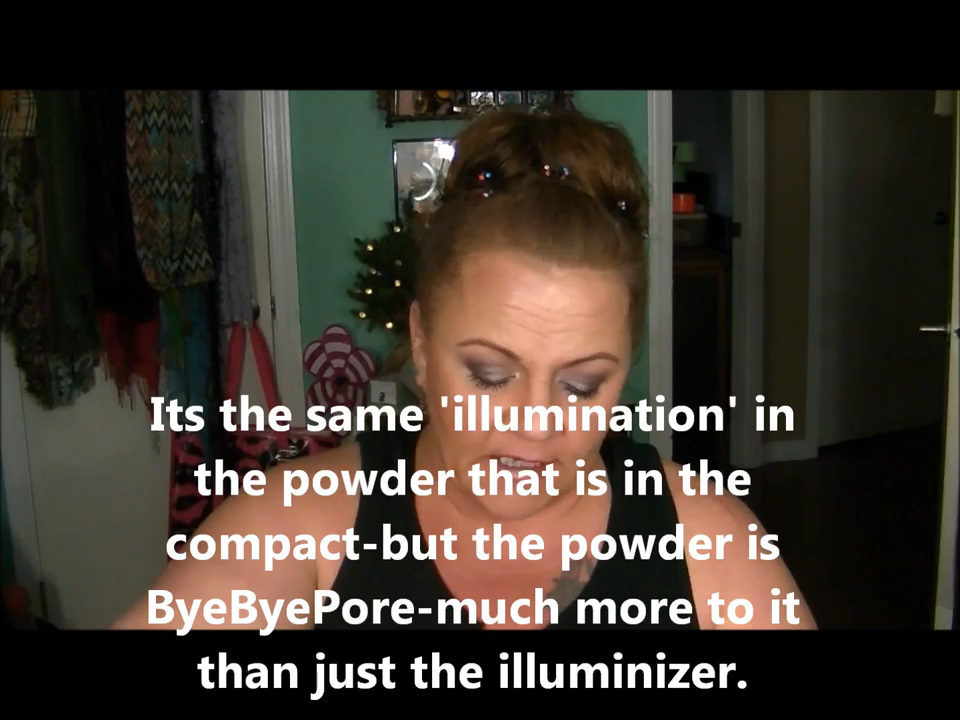 Its the same 'illumination' in
the powder that is in the
compact-but the powder is
ByeByePore-much more to it
than just the illuminizer.